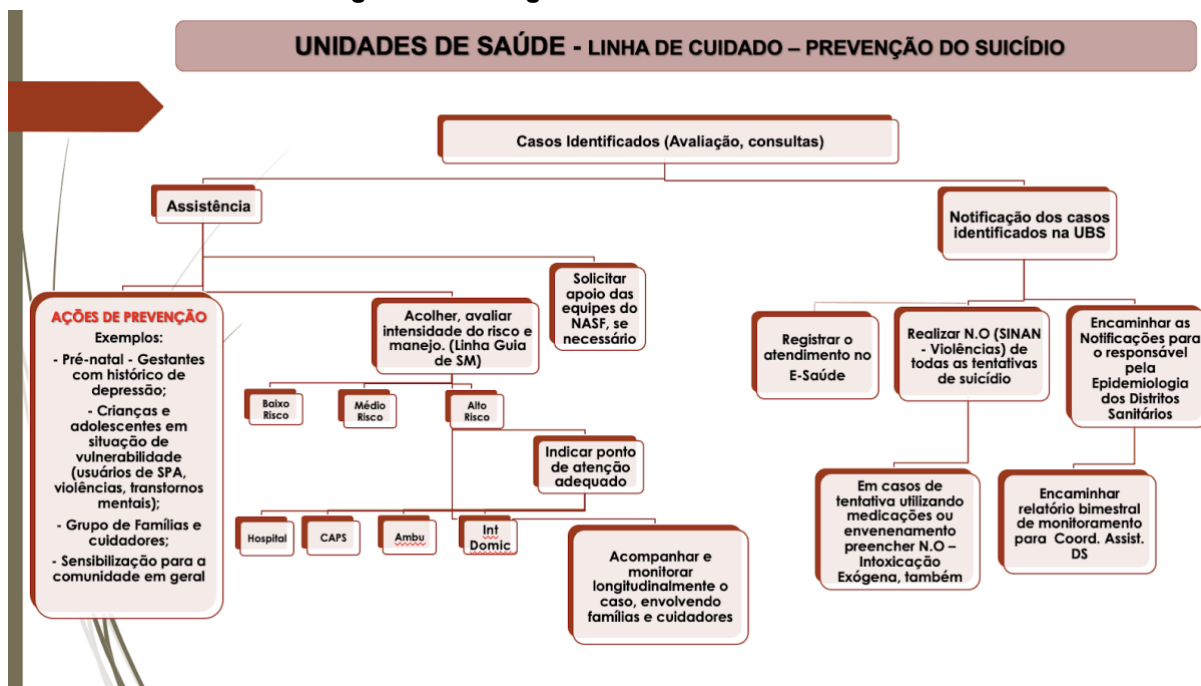 UNIDADES DE SAÚDE - LINHA DE CUIDADO – PREVENÇÃO DO SUICÍDIO
Casos Identificados (Avaliação, consultas)
Assistência
AÇÕES DE PREVENÇÃO
Exemplos:
- Pré-natal - Gestantes
com histórico de
depressão;
- Crianças e
adolescentes em
situação de
vulnerabilidade
(usuários de SPA,
violências, transtornos
mentais);
- Grupo de Famílias e
cuidadores;
- Sensibilização para a
comunidade em geral
Acolher, avaliar
intensidade do risco e
manejo. (Linha Guia
de SM)
Solicitar
apoio das
equipes do
NASF, se
necessário
Baixo
Risco
Médio
Risco
Alto
Risco
Indicar ponto
de atenção
adequado
Hospital
CAPS
Ambu
Int
Domic
Acompanhar e
monitorar
longitudinalmente o
caso, envolvendo
famílias e cuidadores
Notificação dos casos
identificados na UBS
Registrar o
atendimento no
E-Saúde
Realizar N.O (SINAN
- Violências) de
todas as tentativas
de suicídio
Encaminhar as
Notificações para
o responsável
pela
Epidemiologia
dos Distritos
Sanitários
Em casos de
tentativa utilizando
medicações ou
envenenamento
preencher N.O –
Intoxicação
Exógena, também
Encaminhar
relatório bimestral
de monitoramento
para Coord. Assist.
DS